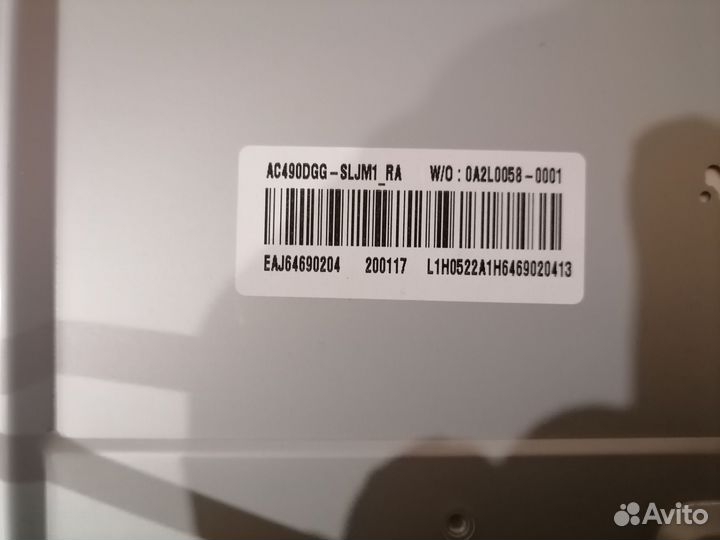 AC490DGG-SLJM1_RA W/O : 0A2L0058-0001
EAJ64690204 200117 L1H0522A1H6469020413
Avito